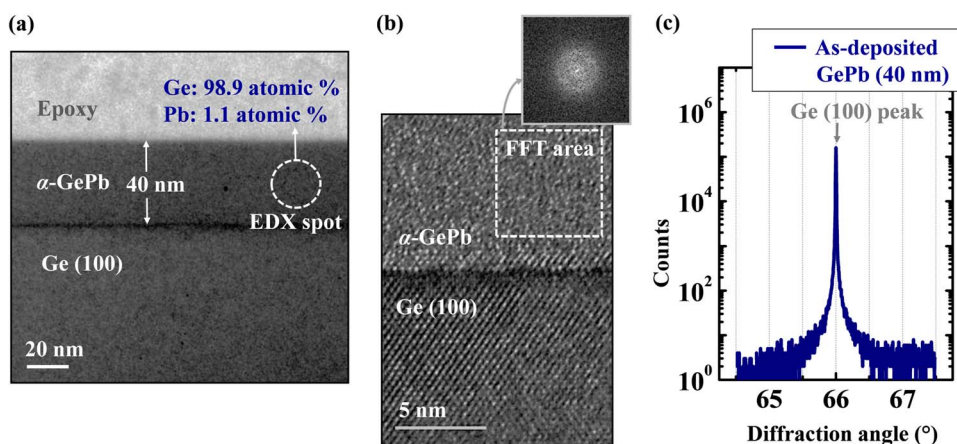 (a)
Epoxy
Ge: 98.9 atomic %
Pb: 1.1 atomic %
α-GePb
40 nm
EDX spot
Ge (100)
20 nm
(b)
FFT area
α-GePb
Ge (100)
5 nm
(c)
As-deposited
GePb (40 nm)
Ge (100) peak
Counts
10⁶
10⁴
10²
10⁰
65 66 67
Diffraction angle (°)